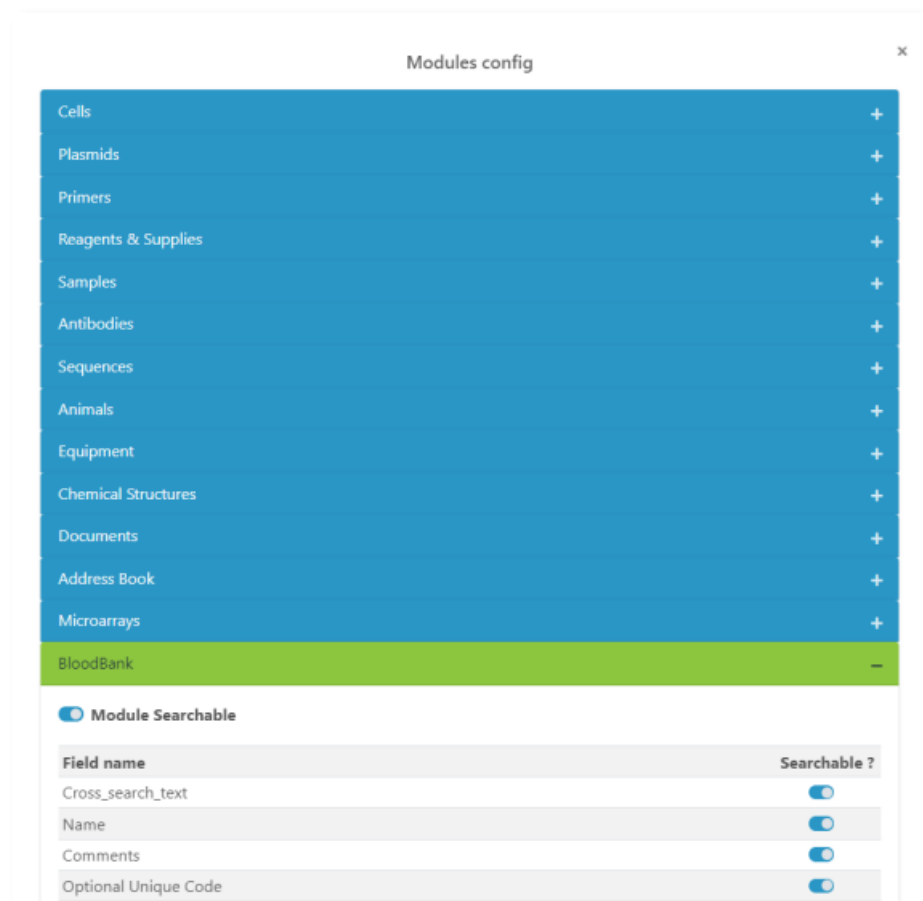 Modules config
×
Cells +
Plasmids +
Primers +
Reagents & Supplies +
Samples +
Antibodies +
Sequences +
Animals +
Equipment +
Chemical Structures +
Documents +
Address Book +
Microarrays +
BloodBank −
Module Searchable
Field name Searchable ?
Cross_search_text
Name
Comments
Optional Unique Code